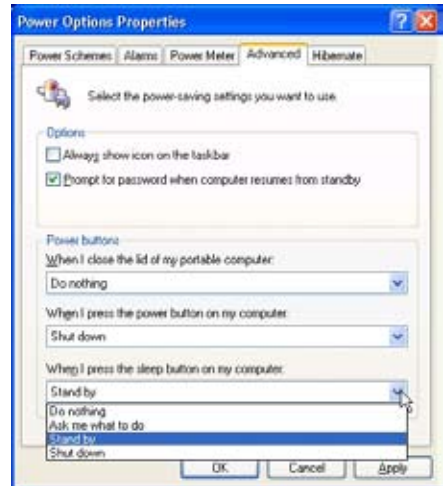 Power Options Properties
Power Schemes Alarms Power Meter Advanced Hibernate
Select the power-saving settings you want to use.
Options
Always show icon on the taskbar
Prompt for password when computer resumes from standby
Power buttons
When I close the lid of my portable computer:
Do nothing
When I press the power button on my computer:
Shut down
When I press the sleep button on my computer:
Stand by
Do nothing
Ask me what to do
Stand by
Shut down
OK Cancel Apply